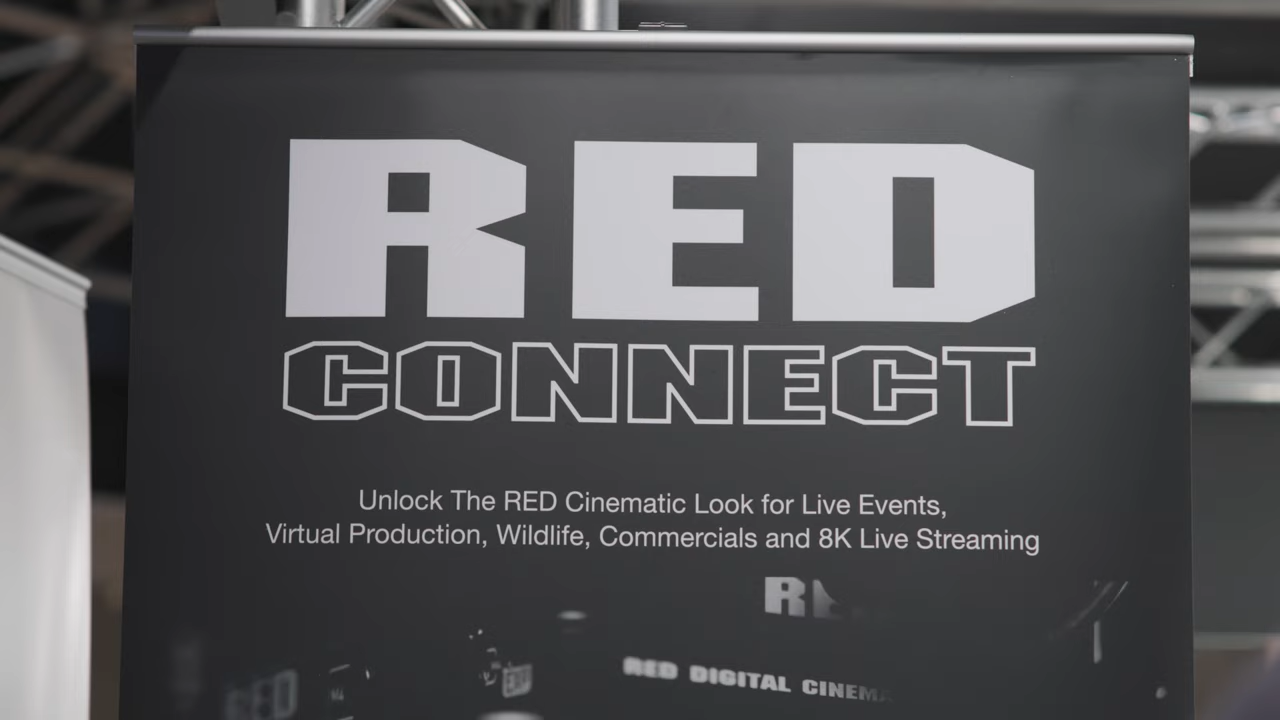 RED
CONNECT
Unlock The RED Cinematic Look for Live Events,
Virtual Production, Wildlife, Commercials and 8K Live Streaming
RED DIGITAL
RED